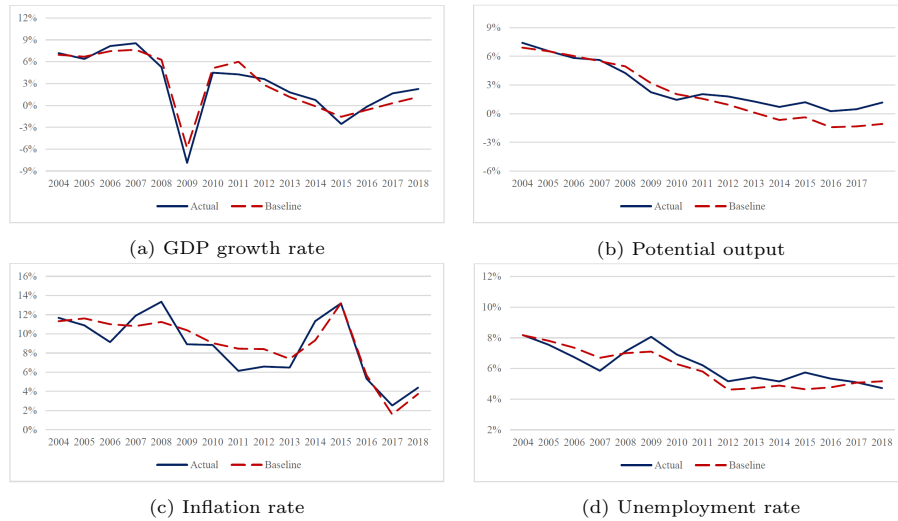 12%
9%
6%
3%
0%
-3%
-6%
-9%
2004 2005 2006 2007 2008 2009 2010 2011 2012 2013 2014 2015 2016 2017 2018
Actual Baseline
(a) GDP growth rate
9%
6%
3%
0%
-3%
-6%
2004 2005 2006 2007 2008 2009 2010 2011 2012 2013 2014 2015 2016 2017
Actual Baseline
(b) Potential output
16%
14%
12%
10%
8%
6%
4%
2%
0%
2004 2005 2006 2007 2008 2009 2010 2011 2012 2013 2014 2015 2016 2017 2018
Actual Baseline
(c) Inflation rate
12%
10%
8%
6%
4%
2%
2004 2005 2006 2007 2008 2009 2010 2011 2012 2013 2014 2015 2016 2017 2018
Actual Baseline
(d) Unemployment rate